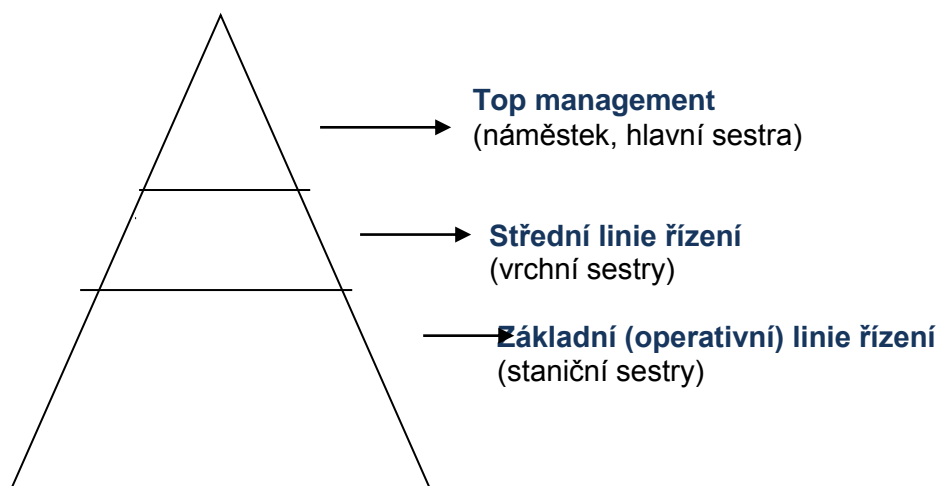 Top management
(náměstek, hlavní sestra)
Střední linie řízení
(vrchní sestry)
Základní (operativní) linie řízení
(staniční sestry)